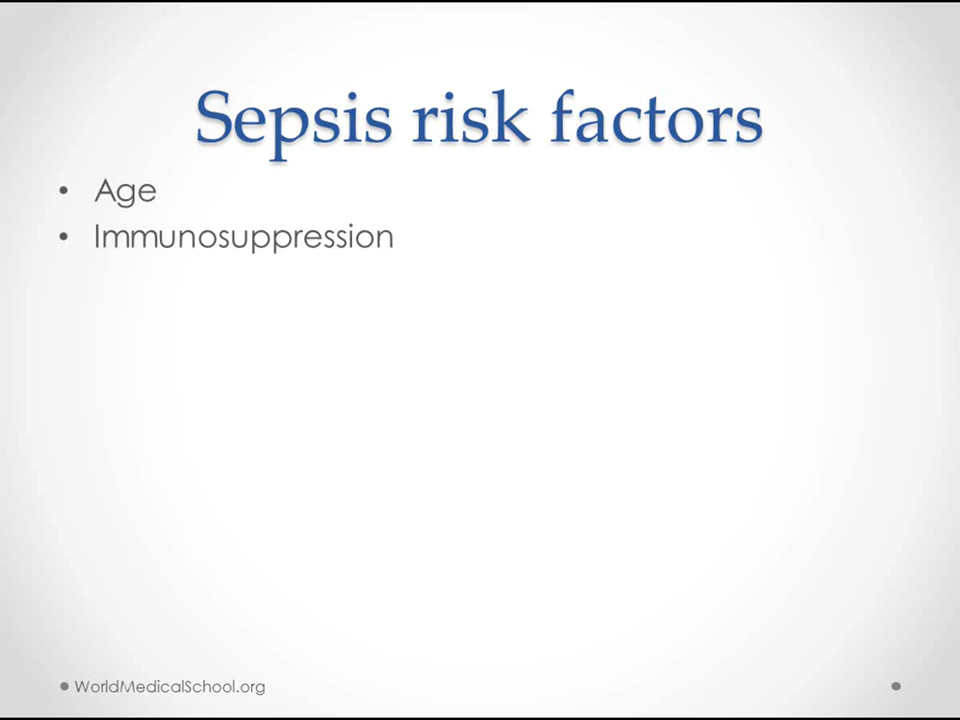 Sepsis risk factors
• Age
• Immunosuppression
WorldMedicalSchool.org